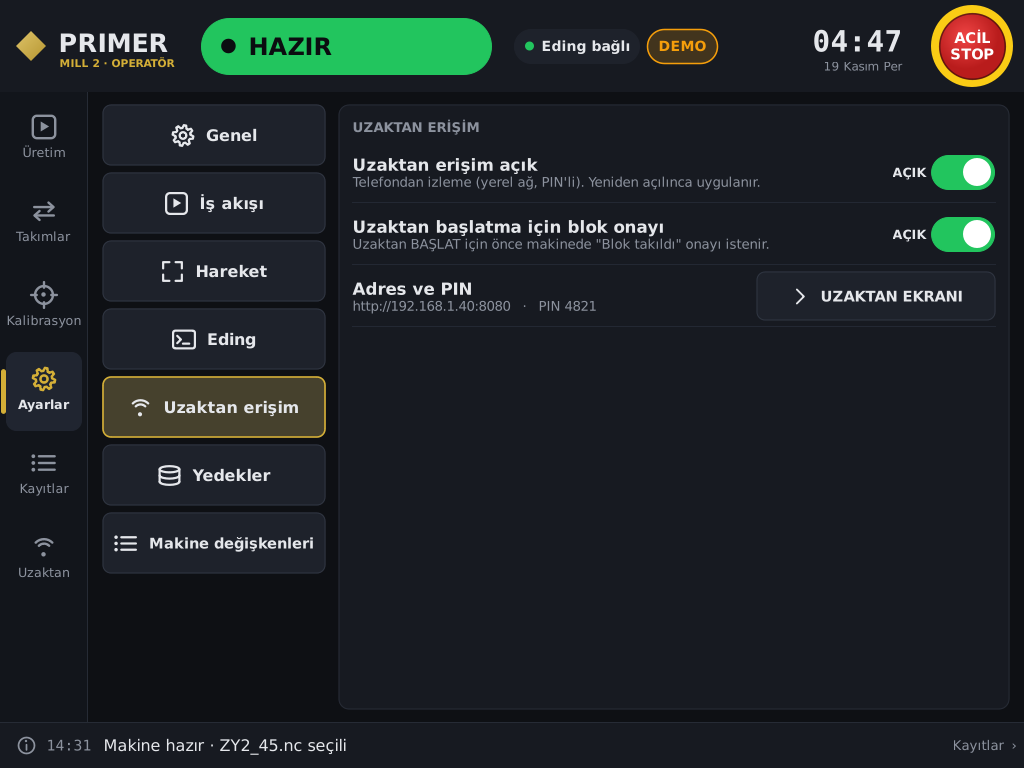 PRIMER
MILL 2 · OPERATÖR
HAZIR
Eding bağlı
DEMO
04:47
19 Kasım Per
ACİL
STOP
Üretim
Takımlar
Kalibrasyon
Ayarlar
Kayıtlar
Uzaktan
Genel
İş akışı
Hareket
Eding
Uzaktan erişim
Yedekler
Makine değişkenleri
UZAKTAN ERİŞİM
Uzaktan erişim açık
Telefondan izleme (yerel ağ, PIN'li). Yeniden açılınca uygulanır.
AÇIK
Uzaktan başlatma için blok onayı
Uzaktan BAŞLAT için önce makinede "Blok takıldı" onayı istenir.
AÇIK
Adres ve PIN
http://192.168.1.40:8080 · PIN 4821
UZAKTAN EKRANI
14:31 Makine hazır · ZY2_45.nc seçili
Kayıtlar ›